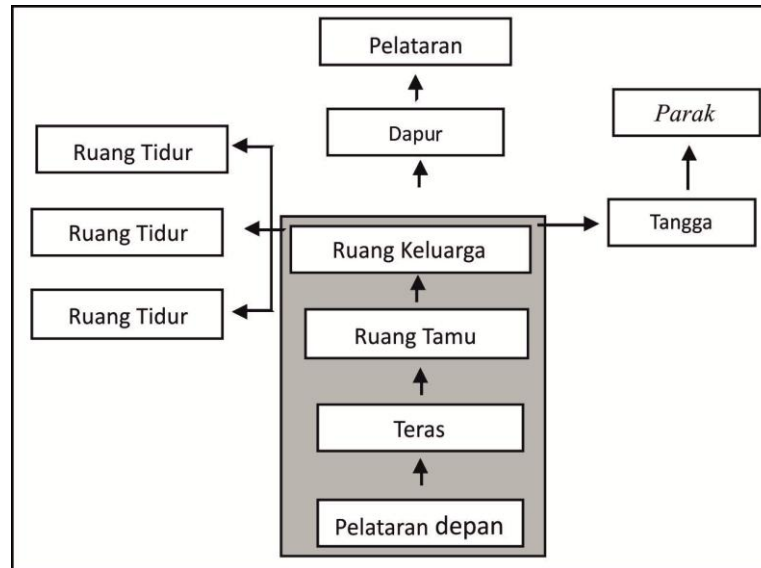 Pelataran
Parak
Dapur
Ruang Tidur
Ruang Tidur
Tangga
Ruang Keluarga
Ruang Tidur
Ruang Tamu
Teras
Pelataran depan